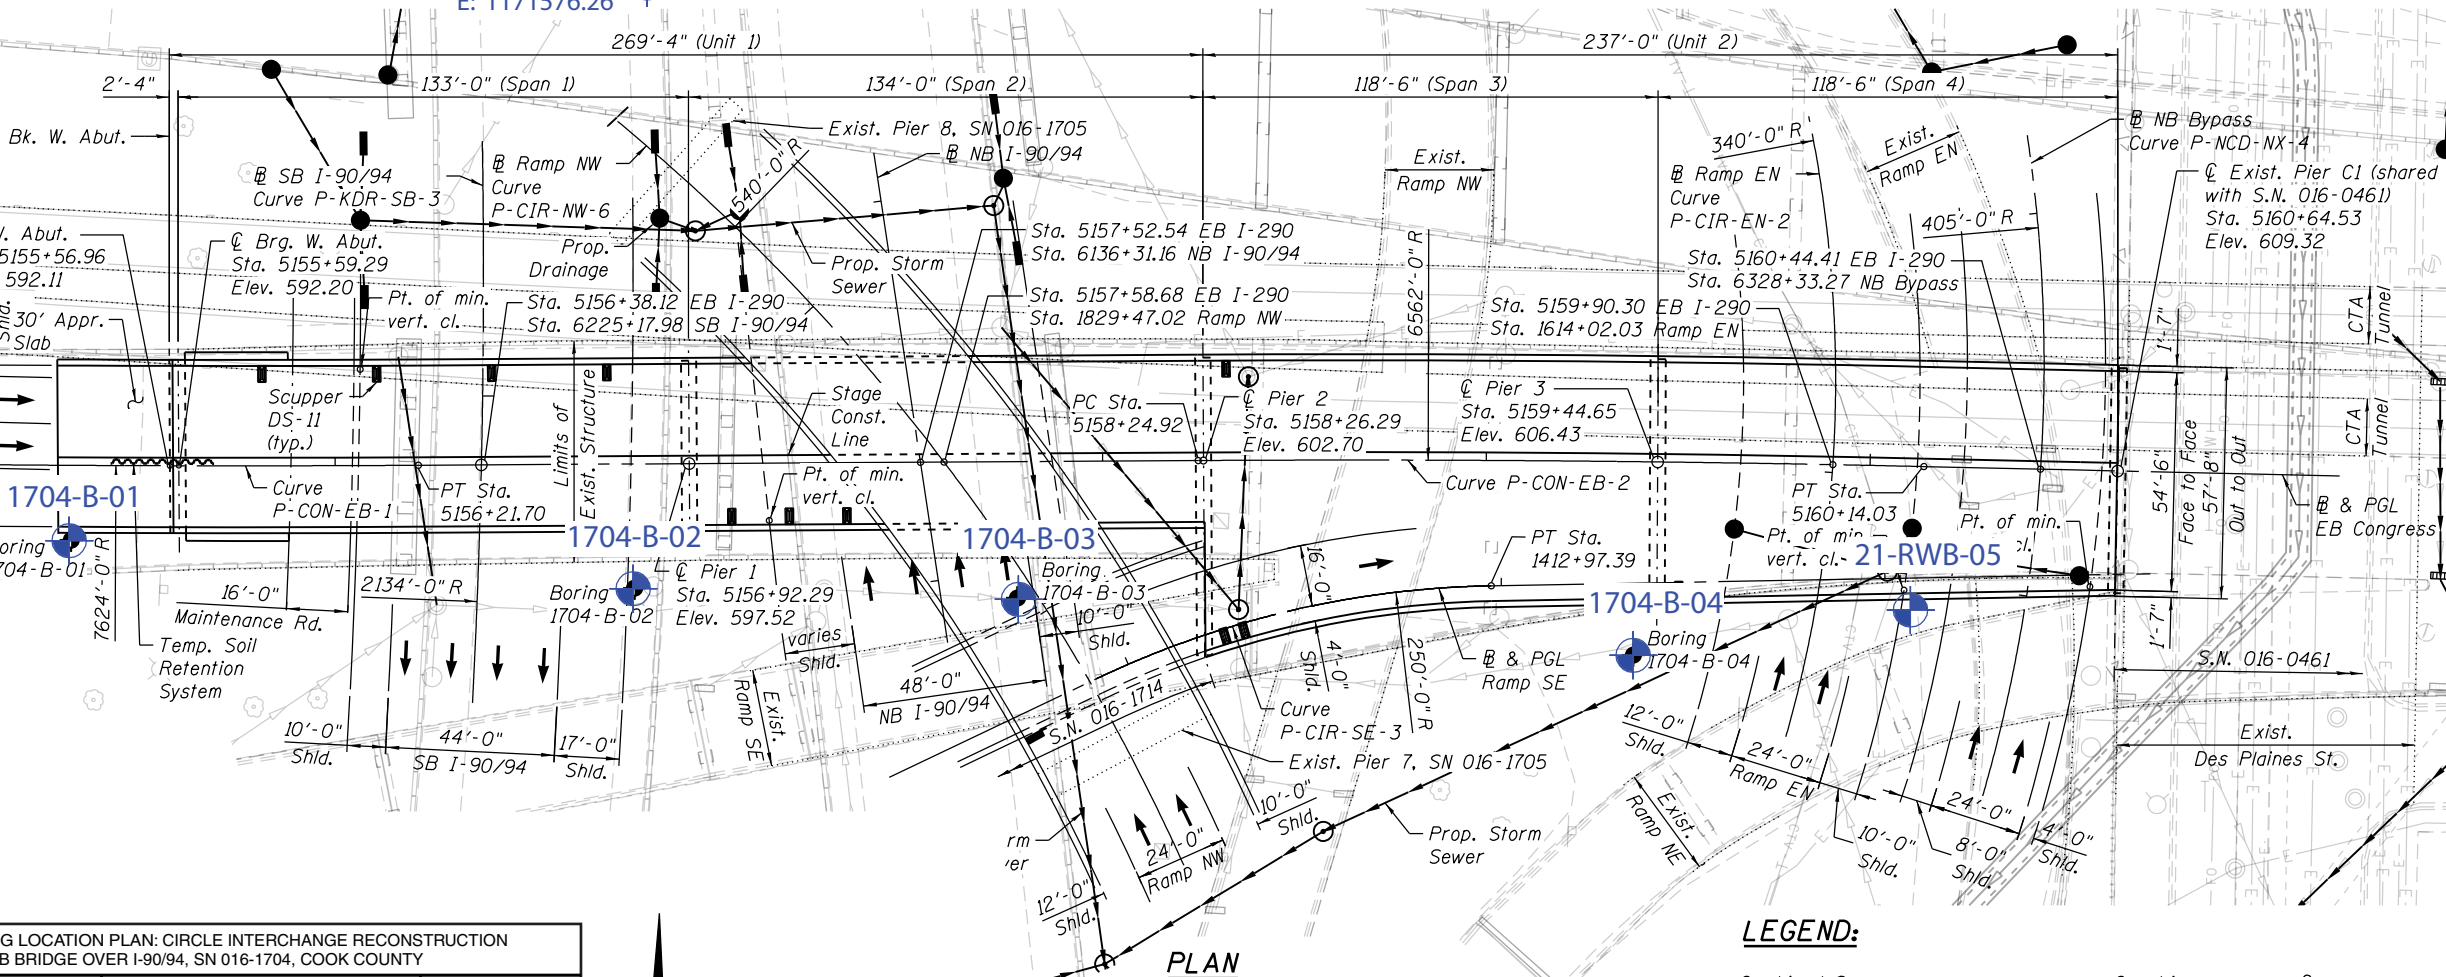 E: 1171576.26
269'-4" (Unit 1)
237'-0" (Unit 2)
2'-4"
133'-0" (Span 1)
134'-0" (Span 2)
118'-6" (Span 3)
118'-6" (Span 4)
Bk. W. Abut.
℄ Brg. W. Abut.
Sta. 5155+59.29
Elev. 592.20
Abut.
5155+56.96
592.11
Shld.
30' Appr.
Slab
SB I-90/94
Curve P-KDR-SB-3
Ramp NW
Curve
P-CIR-NW-6
Prop.
Drainage
Exist. Pier 8, SN 016-1705
NB I-90/94
540'-0" R
Prop. Storm
Sewer
Pt. of min.
vert. cl.
Sta. 5156+38.12 EB I-290
Sta. 6225+17.98 SB I-90/94
Sta. 5157+52.54 EB I-290
Sta. 6136+31.16 NB I-90/94
Sta. 5157+58.68 EB I-290
Sta. 1829+47.02 Ramp NW
Exist.
Ramp NW
6562'-0" R
340'-0" R
Ramp EN
Curve
P-CIR-EN-2
Exist.
Ramp EN
405'-0" R
Sta. 5160+44.41 EB I-290
Sta. 6328+33.27 NB Bypass
Sta. 5159+90.30 EB I-290
Sta. 1614+02.03 Ramp EN
NB Bypass
Curve P-NCD-NX-4
℄ Exist. Pier C1 (shared
with S.N. 016-0461)
Sta. 5160+64.53
Elev. 609.32
CTA
Tunnel
CTA
Tunnel
1'-7"
54'-6"
Face to Face
57'-8"
Out to Out
1'-7"
Scupper
DS-11
(typ.)
Limits of
Exist. Structure
Stage
Const.
Line
PC Sta.
5158+24.92
℄ Pier 2
Sta. 5158+26.29
Elev. 602.70
℄ Pier 3
Sta. 5159+44.65
Elev. 606.43
1704-B-01
Curve
P-CON-EB-1
PT Sta.
5156+21.70
1704-B-02
Pt. of min.
vert. cl.
1704-B-03
Curve P-CON-EB-2
PT Sta.
5160+14.03
Pt. of min.
vert. cl.
Pt. of min.
cl.
21-RWB-05
& PGL
EB Congress
oring
704-B-01
7624'-0" R
16'-0"
Maintenance Rd.
Temp. Soil
Retention
System
2134'-0" R
Boring
1704-B-02
℄ Pier 1
Sta. 5156+92.29
Elev. 597.52
Boring
1704-B-03
10'-0"
Shld.
varies
Shld.
16'-0"
PT Sta.
1412+97.39
1704-B-04
Boring
1704-B-04
4'-0"
Shld.
250'-0" R
& PGL
Ramp SE
S.N. 016-0461
48'-0"
NB I-90/94
Exist.
Ramp SE
S.N. 016-1714
Curve
P-CIR-SE-3
Exist. Pier 7, SN 016-1705
10'-0"
Shld.
44'-0"
SB I-90/94
17'-0"
Shld.
12'-0"
Shld.
24'-0"
Ramp EN
Exist.
Ramp NE
10'-0"
Shld.
24'-0"
8'-0"
Shld.
4'-0"
Shld.
Exist.
Des Plaines St.
rm
er
24'-0"
Ramp NW
10'-0"
Shld.
12'-0"
Shld.
Prop. Storm
Sewer
G LOCATION PLAN: CIRCLE INTERCHANGE RECONSTRUCTION
B BRIDGE OVER I-90/94, SN 016-1704, COOK COUNTY
PLAN
LEGEND: